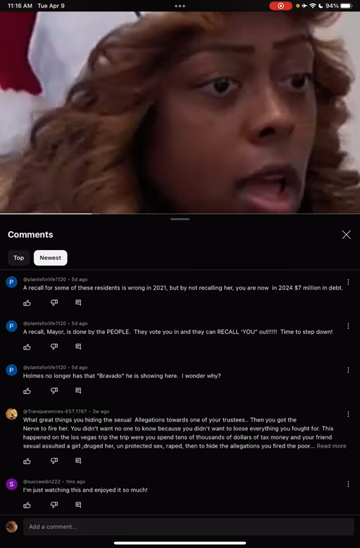 11:16 AM Tue Apr 9
94%
Comments
Top Newest
@plantsforlife1120 • 5d ago
A recall for some of these residents is wrong in 2021, but by not recalling her, you are now in 2024 $7 million in debt.
@plantsforlife1120 • 5d ago
A recall, Mayor, is done by the PEOPLE. They vote you in and they can RECALL 'YOU" out!!!!! Time to step down!
@plantsforlife1120 • 5d ago
Holmes no longer has that "Bravado" he is showing here. I wonder why?
@Transparencies-EST.1787 • 3w ago
What great things you hiding the sexual Allegations towards one of your trustees.. Then you got the
Nerve to fire her. You didn't want no one to know because you didn't want to loose everything you fought for. This
happened on the los vegas trip the trip were you spend tens of thousands of dollars of tax money and your friend
sexual assulted a girl ,druged her, un protected sex, raped, then to hide the allegations you fired the poor... Read more
@succeedin222 • 1mo ago
I'm just watching this and enjoyed it so much!
Add a comment...